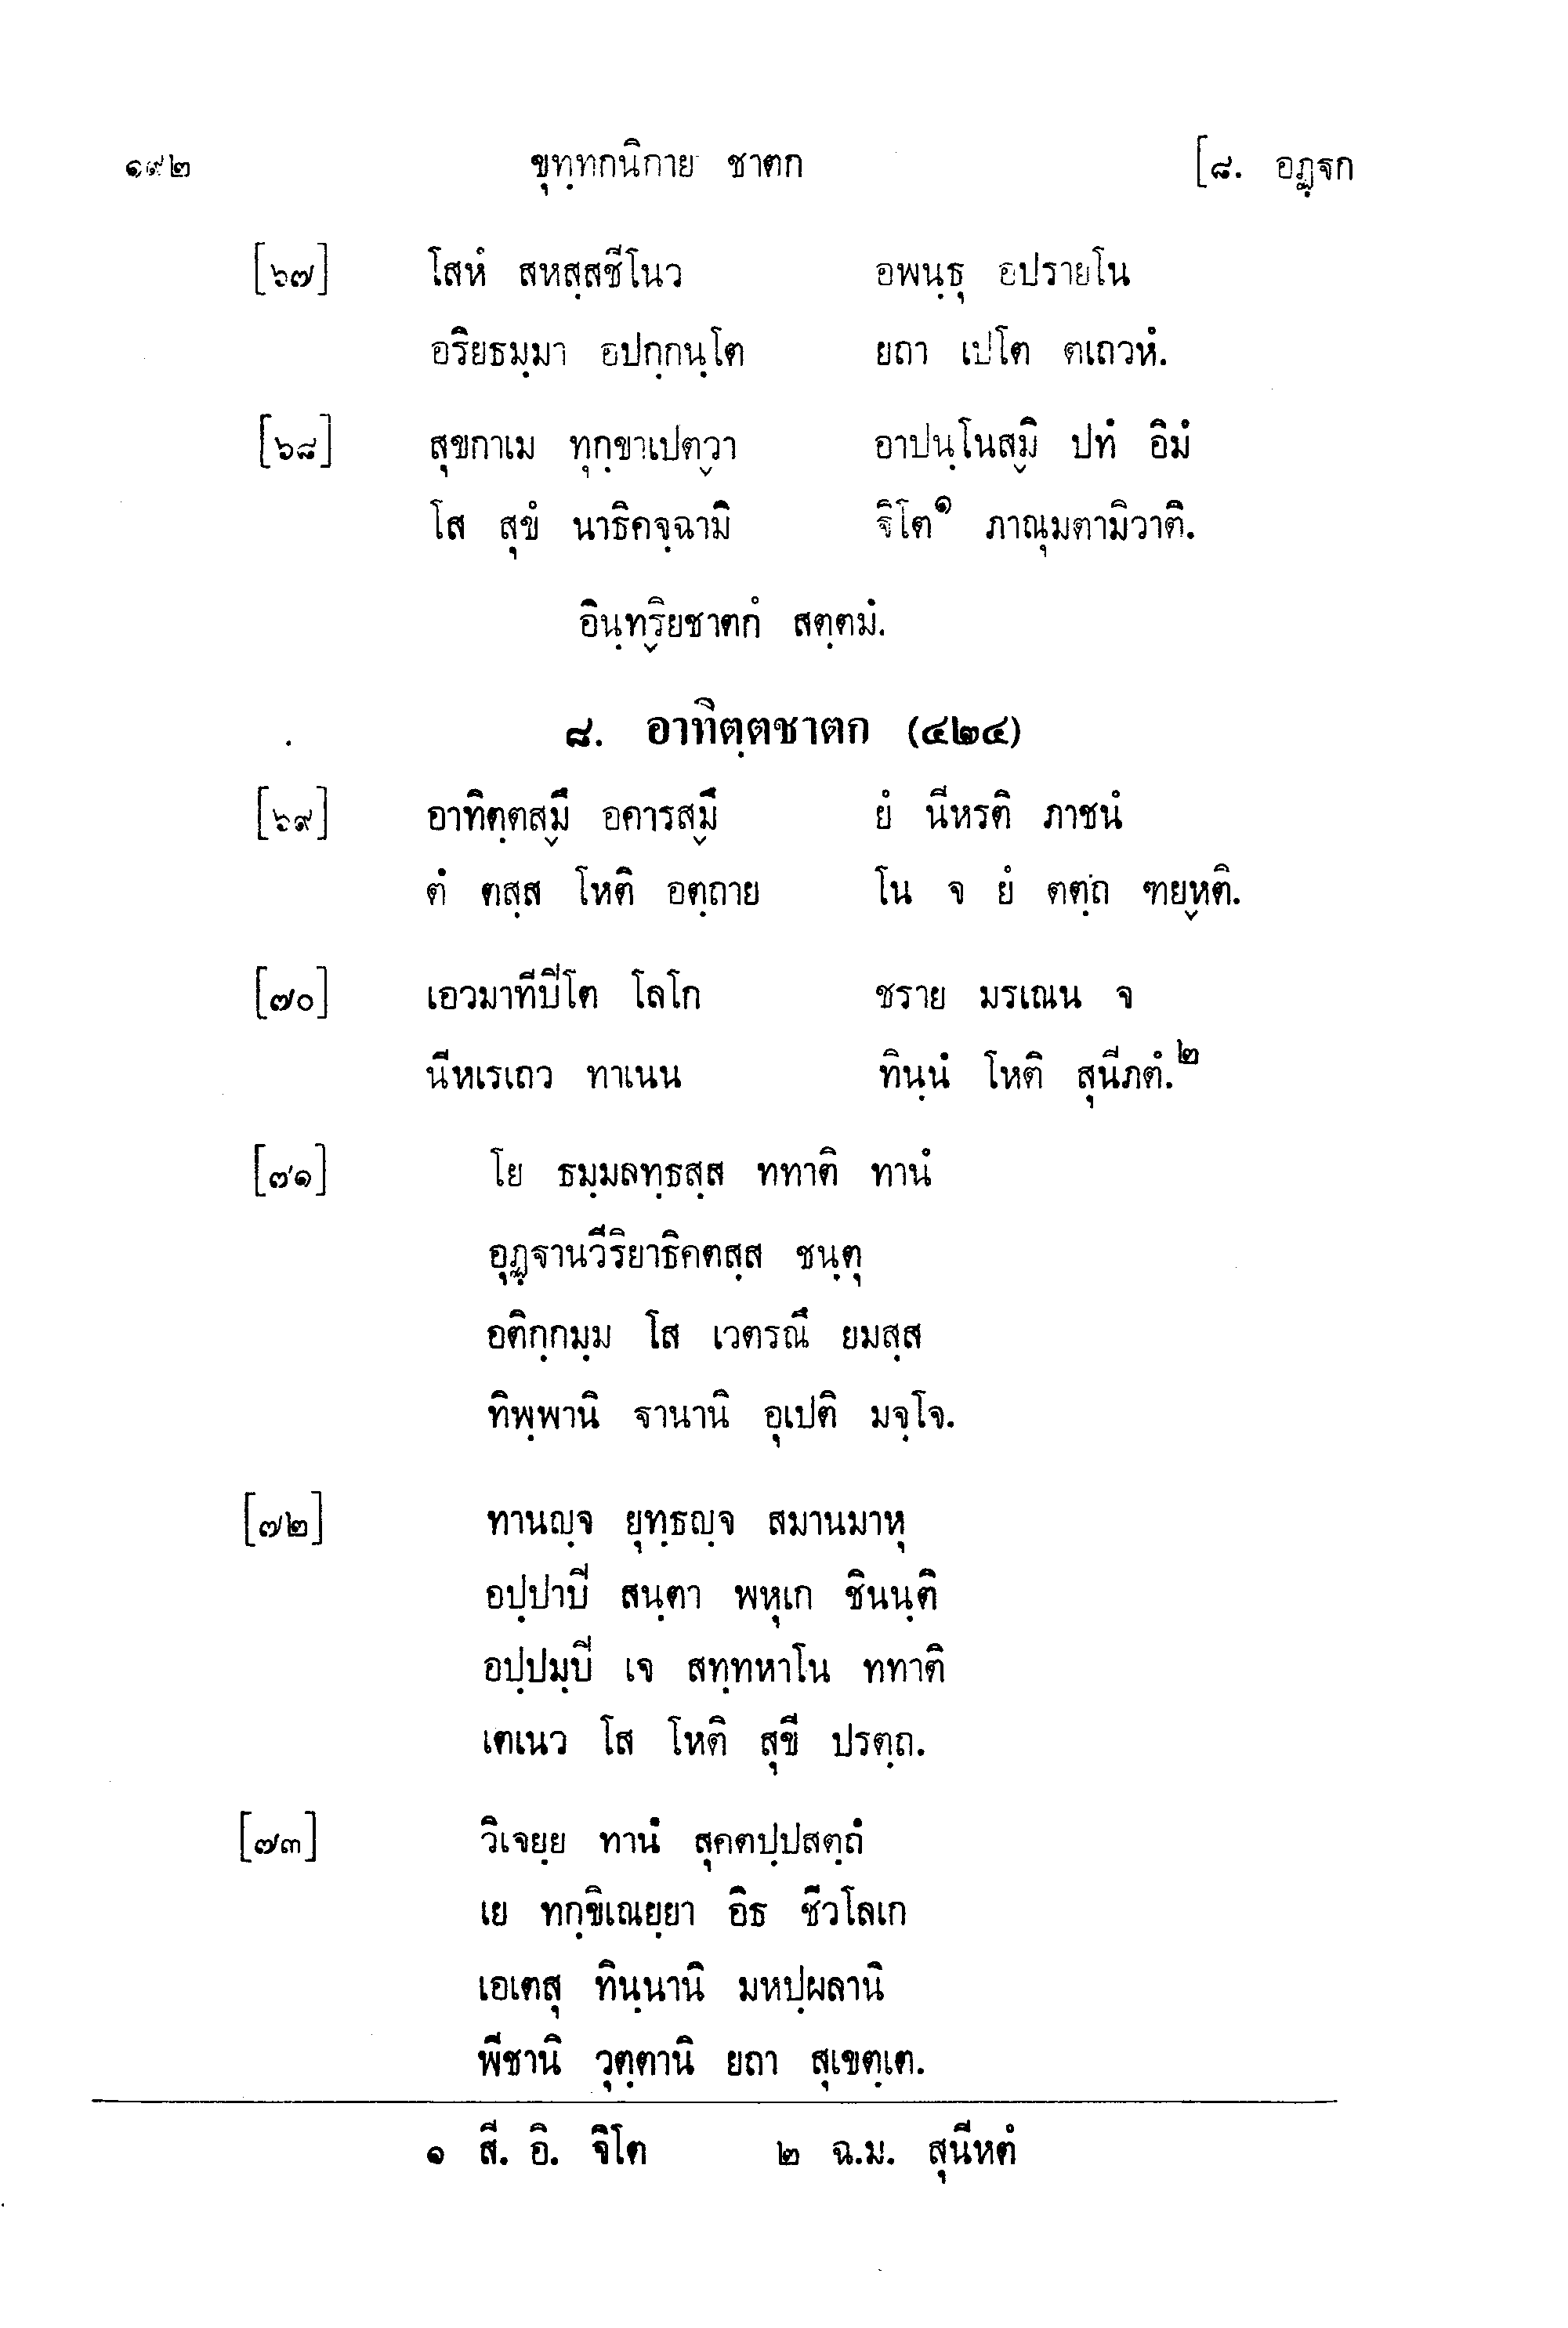 ๑๙๒ ขุทฺทกนิกาย ชาตก [๘. อฏฺฐก
[๖๗] โสหํ สหสฺสชีโนว อพนฺธุ อปรายโน
อริยธมฺมา อปกฺกนฺโต ยถา เปโต ตเถวหํ.
[๖๘] สุขกาเม ทุกฺขาเปตฺวา อาปนฺโนสฺมิ ปทํ อิมํ
โส สุขํ นาธิคจฺฉามิ ฐิโต๑ ภาณุมตามิวาติ.
อินฺทฺริยชาตกํ สตฺตมํ.
๘. อาทิตฺตชาตก (๔๒๔)
[๖๙] อาทิตฺตสฺมึ อคารสฺมึ ยํ นีหรติ ภาชนํ
ตํ ตสฺส โหติ อตฺถาย โน จ ยํ ตตฺถ ฑยฺหติ.
[๗๐] เอวมาทีปิโต โลโก ชราย มรเณน จ
นีหเรเถว ทาเนน ทินฺนํ โหติ สุนีภตํ.๒
[๗๑] โย ธมฺมลทฺธสฺส ททาติ ทานํ
อุฏฺฐานวีริยาธิคตสฺส ชนฺตุ
อติกฺกมฺม โส เวตรณึ ยมสฺส
ทิพฺพานิ ฐานานิ อุเปติ มจฺโจ.
[๗๒] ทานญฺจ ยุทฺธญฺจ สมานมาหุ
อปฺปาปิ สนฺตา พหุเก ชินนฺติ
อปฺปมฺปิ เจ สทฺทหาโน ททาติ
เตเนว โส โหติ สุขี ปรตฺถ.
[๗๓] วิเจยฺย ทานํ สุคตปฺปสตฺถํ
เย ทกฺขิเณยฺยา อิธ ชีวโลเก
เอเตสุ ทินฺนานิ มหปฺผลานิ
พีชานิ วุตฺตานิ ยถา สุเขตฺเต.
๑ สี. อิ. จิโต ๒ ฉ.ม. สุนีหตํ